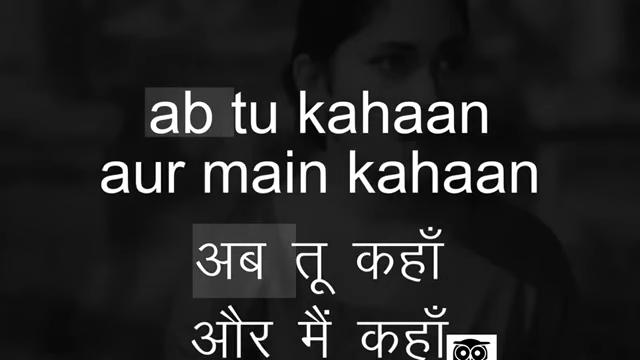 ab tu kahaan
aur main kahaan
अब तू कहाँ
और मैं कहाँ